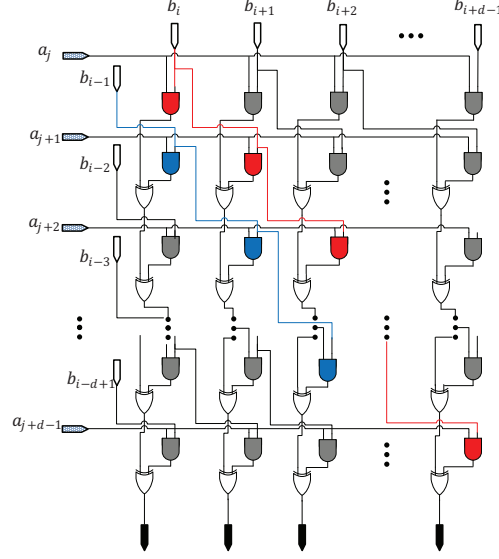 b_i b_{i+1} b_{i+2} b_{i+d-1}
a_j
b_{i-1}
a_{j+1}
b_{i-2}
a_{j+2}
b_{i-3}
b_{i-d+1}
a_{j+d-1}